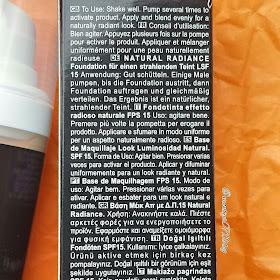 To Use: Shake well. Pump several times to
activate product. Apply and blend evenly for a
naturally radiant look. Conseil d'utilisation:
Bien agiter. Appuyez plusieurs fois sur la pompe
pour activer le produit. Appliquer et mélanger
uniformément pour une peau naturellement
radieuse. NATURAL RADIANCE
Foundation für einen strahlenden Teint LSF
15 Anwendung: Gut schütteln. Einige Male
pumpen, bis die Foundation austritt, dann
Foundation auftragen und gleichmäßig
verteilen. Das Ergebnis ist ein natürlicher,
strahlender Teint. Fondotinta effetto
radioso naturale FPS 15 Uso: agitare bene.
Premere più volte la pompetta per erogare il
prodotto. Applicare e sfumare in modo uniforme
per un aspetto naturalmente radioso. Base
de Maquillaje Look Luminosidad Natural.
SPF 15. Forma de Uso: Agitar bien. Presionar varias
veces para activar el producto. Aplicar y difuminar
uniformemente para un look radiante y natural.
Base de Maquilhagem FPS 15. Modo de
uso: Agitar bem. Pressionar várias vezes para
ativar. Aplicar e esbater para um look natural e
radiante. Βάση Μέικ Απ με Δ.Π.15 Natural
Radiance. Χρήση: Ανακινήστε καλά. Πιέστε
αρκετές φορές για να ενεργοποιήσετε το
προϊόν. Εφαρμόστε και αναμείξτε ομοιόμορφα
για φυσική εμφάνιση. Doğal Işıltılı
Fondöten SPF15. Kullanım: İyice çalkalayınız.
Ürünü aktive etmek için birkaç kez
pompalayınız. Doğal ışıltılı görünüm için eşit
şekilde uygulayınız. Makiažo pagrindas